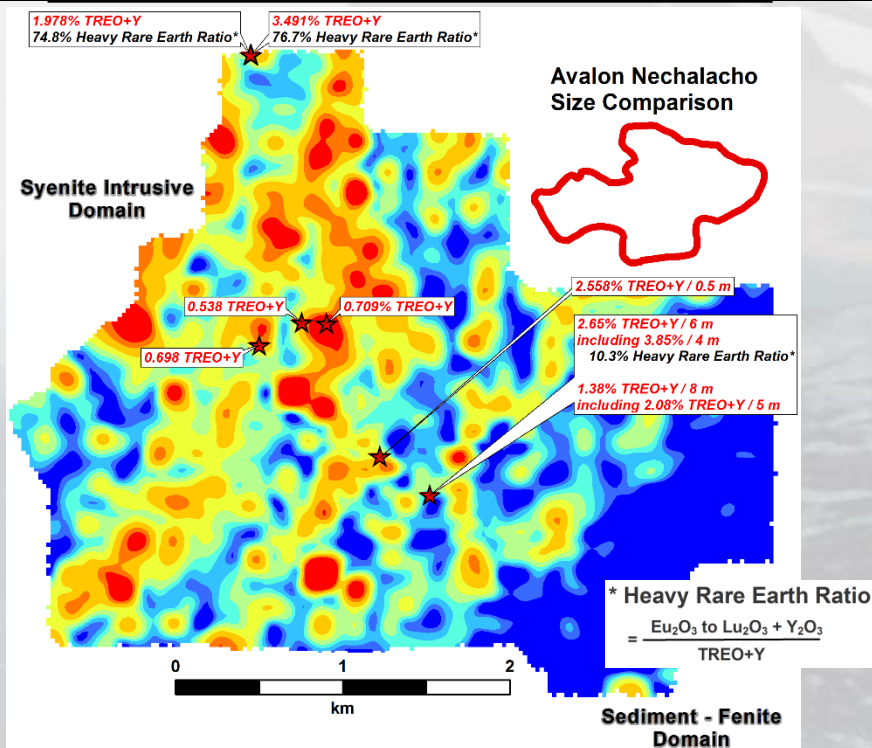 1.978% TREO+Y
74.8% Heavy Rare Earth Ratio*
3.491% TREO+Y
76.7% Heavy Rare Earth Ratio*
Avalon Nechalacho
Size Comparison
Syenite Intrusive
Domain
2.558% TREO+Y / 0.5 m
0.538 TREO+Y
0.709% TREO+Y
0.698 TREO+Y
2.65% TREO+Y / 6 m
including 3.85% / 4 m
10.3% Heavy Rare Earth Ratio*
1.38% TREO+Y / 8 m
including 2.08% TREO+Y / 5 m
* Heavy Rare Earth Ratio
= Eu₂O₃ to Lu₂O₃ + Y₂O₃
TREO+Y
0 1 2
km
Sediment - Fenite
Domain